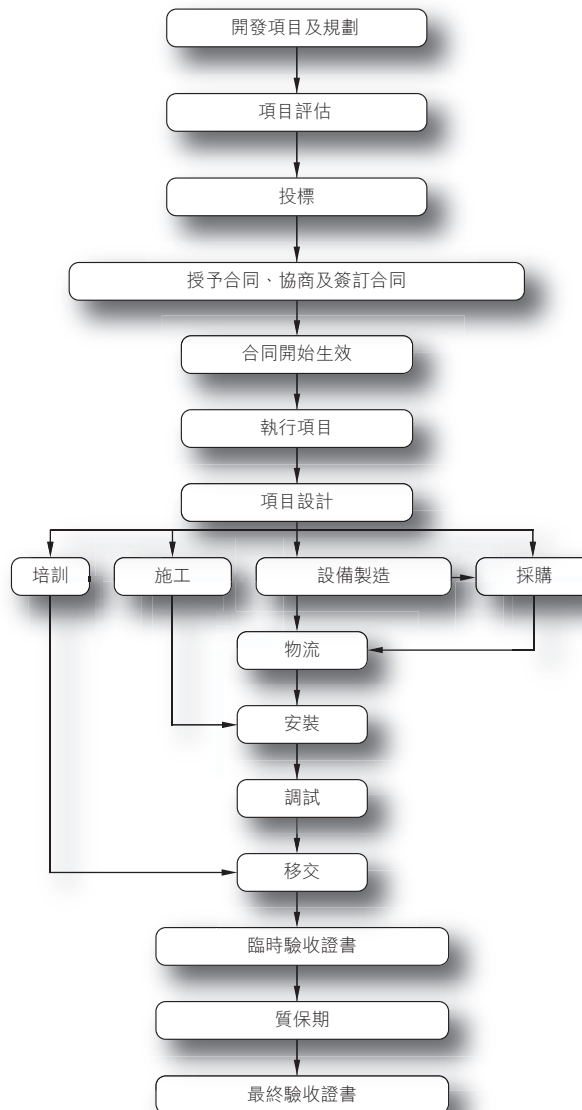 開發項目及規劃
項目評估
投標
授予合同、協商及簽訂合同
合同開始生效
執行項目
項目設計
培訓
施工
設備製造
採購
物流
安裝
調試
移交
臨時驗收證書
質保期
最終驗收證書